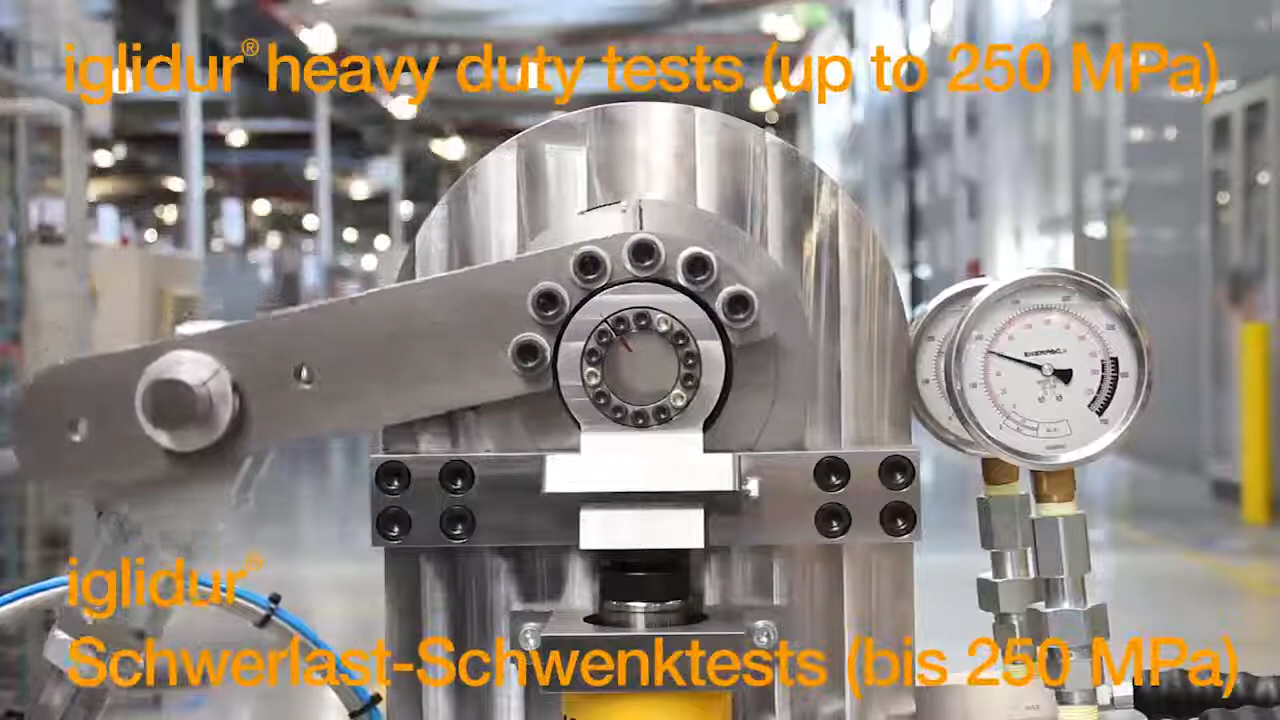 iglidur® heavy duty tests (up to 250 MPa)
ENERPAC
iglidur®
Schwerlast-Schwenktests (bis 250 MPa)